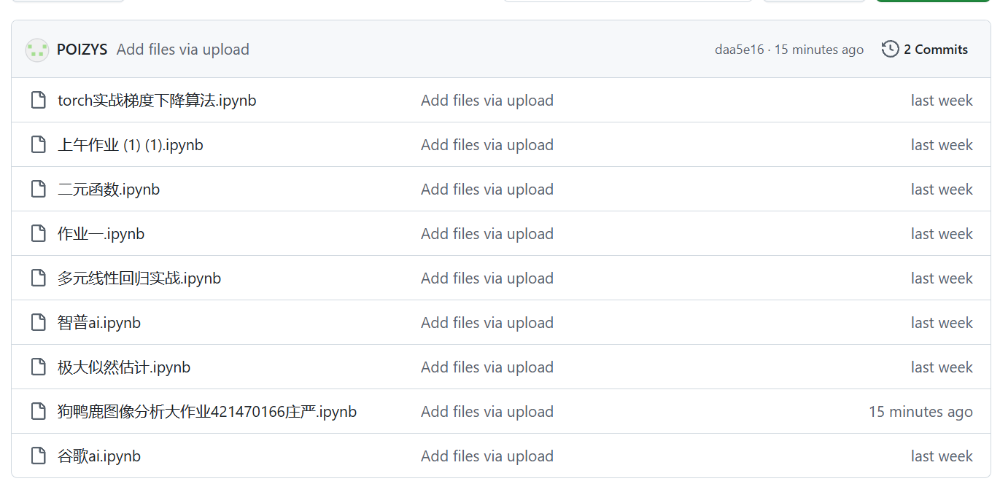 POIZYS Add files via upload daa5e16 · 15 minutes ago 2 Commits
torch实战梯度下降算法.ipynb Add files via upload last week
上午作业 (1) (1).ipynb Add files via upload last week
二元函数.ipynb Add files via upload last week
作业一.ipynb Add files via upload last week
多元线性回归实战.ipynb Add files via upload last week
智普ai.ipynb Add files via upload last week
极大似然估计.ipynb Add files via upload last week
狗鸭鹿图像分析大作业421470166庄严.ipynb Add files via upload 15 minutes ago
谷歌ai.ipynb Add files via upload last week